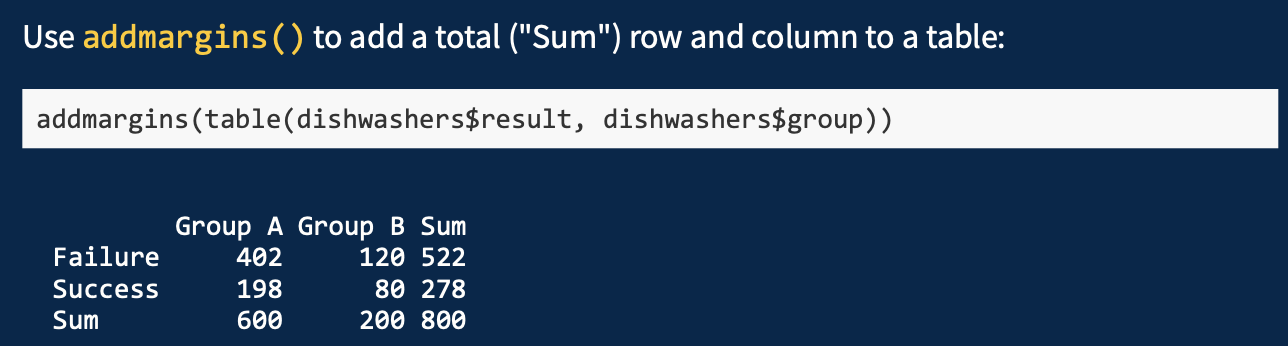 Use addmargins() to add a total ("Sum") row and column to a table:
addmargins(table(dishwashers$result, dishwashers$group))
Group A Group B Sum
Failure 402 120 522
Success 198 80 278
Sum 600 200 800